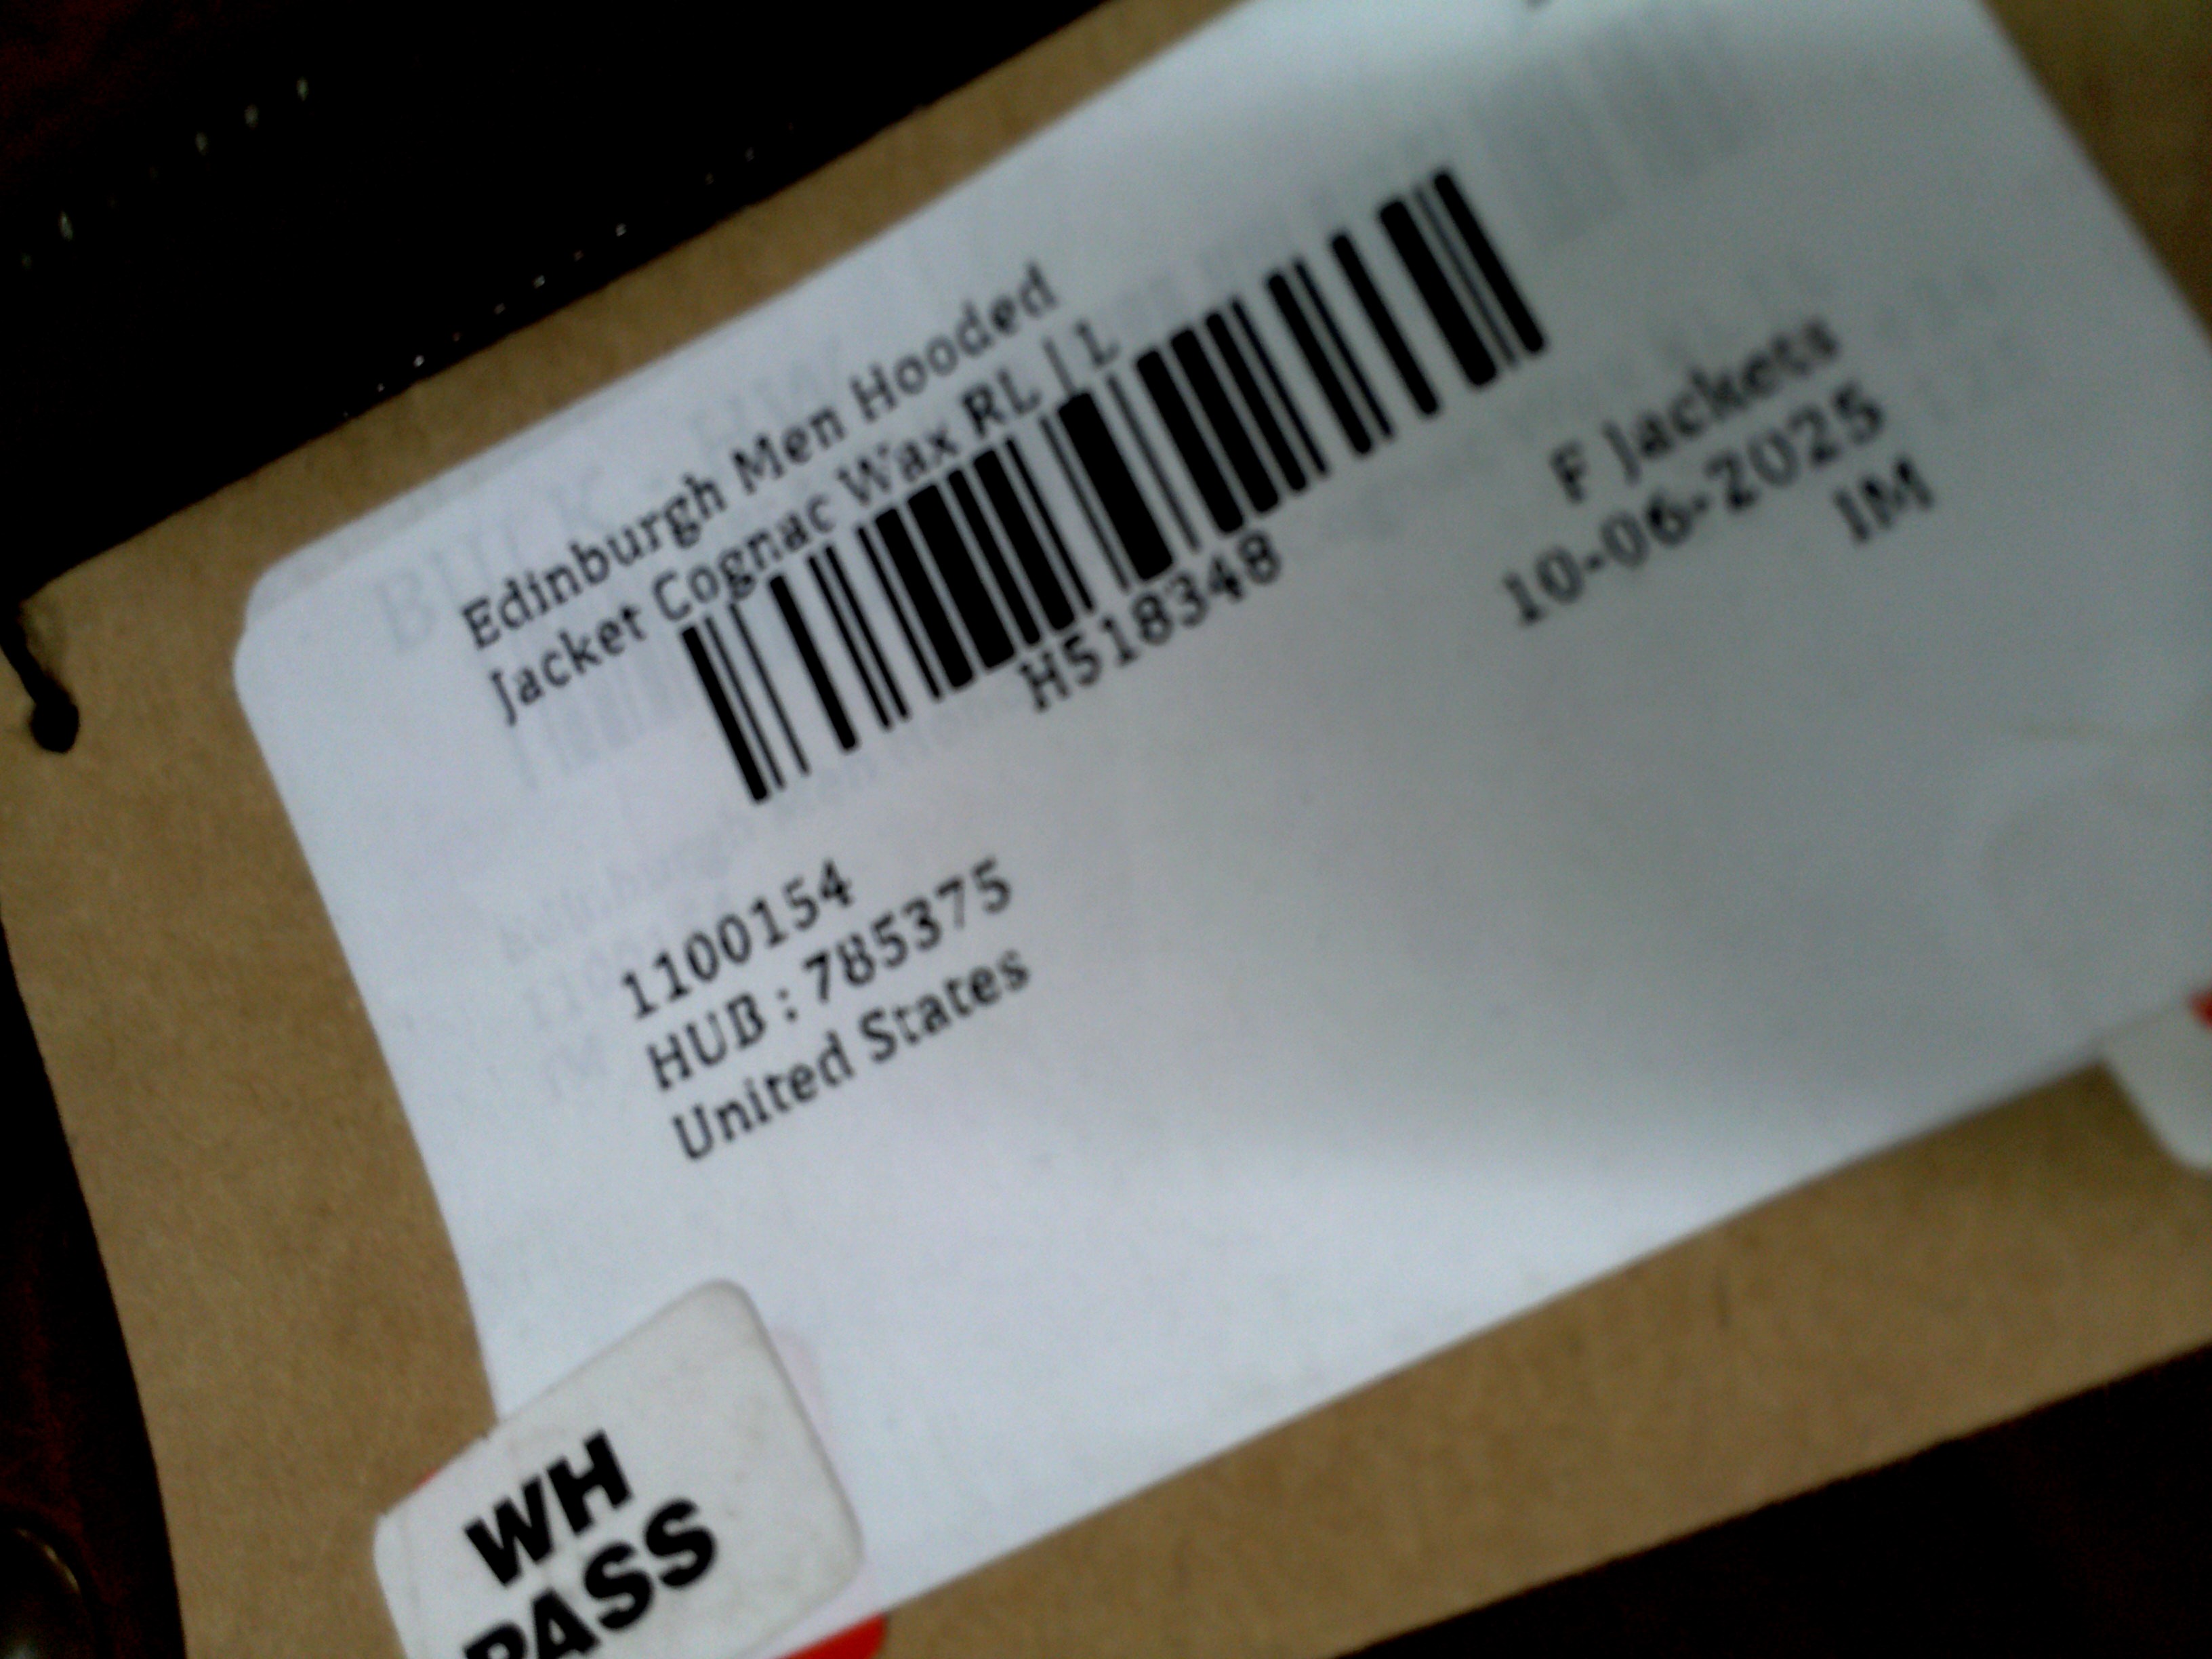 Edinburgh Men Hooded
Jacket Cognac Wax RL | L
H518348
F Jackets
10-06-2025
IM
1100154
HUB : 785375
United States
WH
PASS